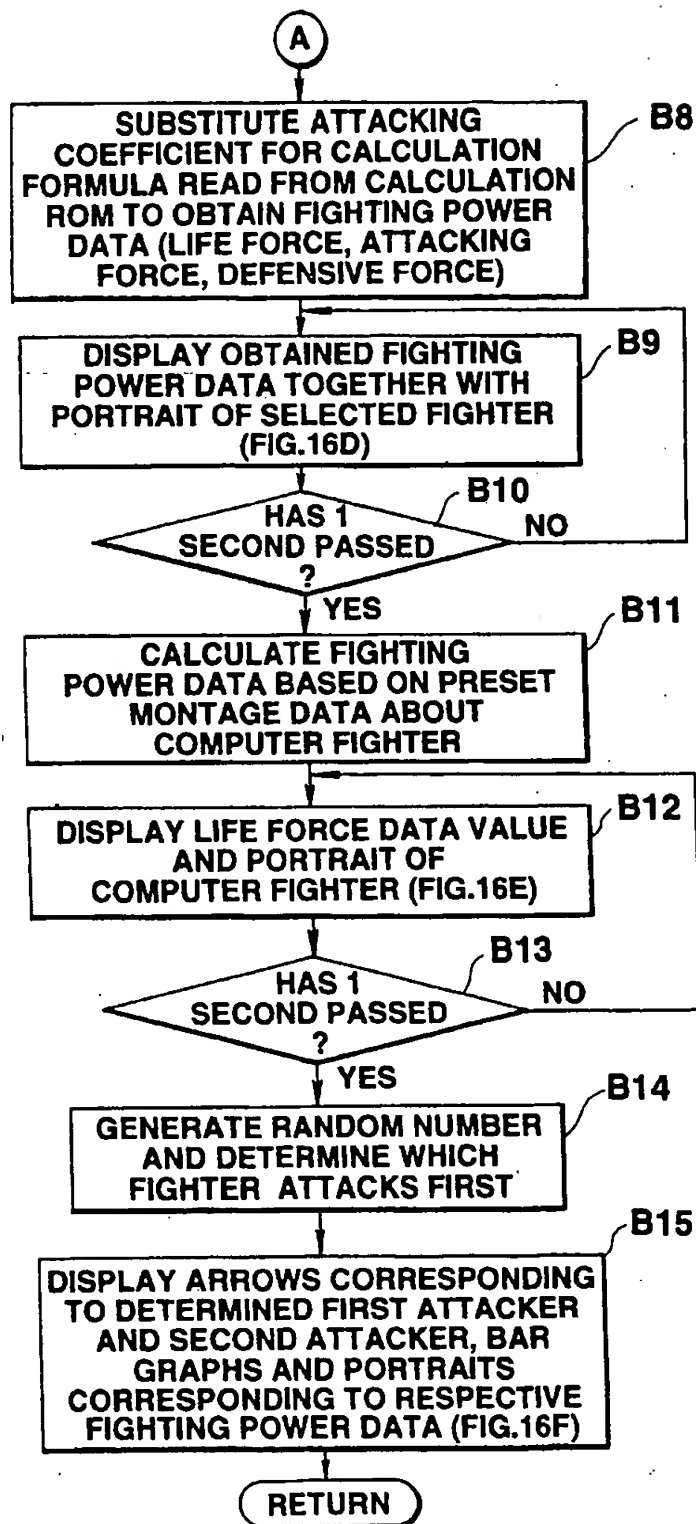 A
SUBSTITUTE ATTACKING
COEFFICIENT FOR CALCULATION
FORMULA READ FROM CALCULATION
ROM TO OBTAIN FIGHTING POWER
DATA (LIFE FORCE, ATTACKING
FORCE, DEFENSIVE FORCE)
B8
DISPLAY OBTAINED FIGHTING
POWER DATA TOGETHER WITH
PORTRAIT OF SELECTED FIGHTER
(FIG.16D)
B9
HAS 1
SECOND PASSED
?
B10
NO
YES
CALCULATE FIGHTING
POWER DATA BASED ON PRESET
MONTAGE DATA ABOUT
COMPUTER FIGHTER
B11
DISPLAY LIFE FORCE DATA VALUE
AND PORTRAIT OF
COMPUTER FIGHTER (FIG.16E)
B12
HAS 1
SECOND PASSED
?
B13
NO
YES
GENERATE RANDOM NUMBER
AND DETERMINE WHICH
FIGHTER ATTACKS FIRST
B14
DISPLAY ARROWS CORRESPONDING
TO DETERMINED FIRST ATTACKER
AND SECOND ATTACKER, BAR
GRAPHS AND PORTRAITS
CORRESPONDING TO RESPECTIVE
FIGHTING POWER DATA (FIG.16F)
B15
RETURN